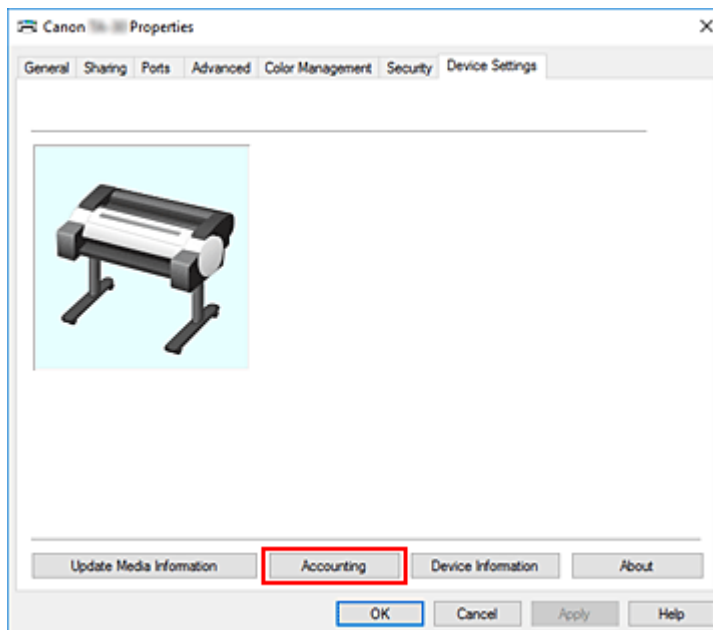 Canon Properties
General Sharing Ports Advanced Color Management Security Device Settings
Update Media Information Accounting Device Information About
OK Cancel Apply Help